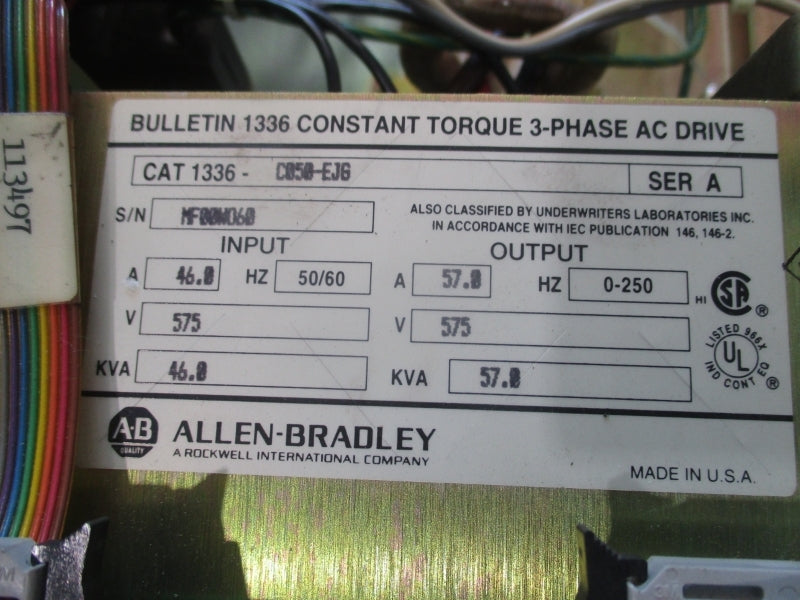 113497
BULLETIN 1336 CONSTANT TORQUE 3-PHASE AC DRIVE
CAT 1336 - C050-EJG SER A
S/N
ALSO CLASSIFIED BY UNDERWRITERS LABORATORIES INC.
IN ACCORDANCE WITH IEC PUBLICATION 146, 146-2.
INPUT OUTPUT
A 46.0 HZ 50/60 A 57.0 HZ 0-250
HI SA ®
V 575 V 575
LISTED 966X
UL
IND CONT EQ ®
KVA 46.0 KVA 57.0
A-B
QUALITY
ALLEN-BRADLEY
A ROCKWELL INTERNATIONAL COMPANY
MADE IN U.S.A.